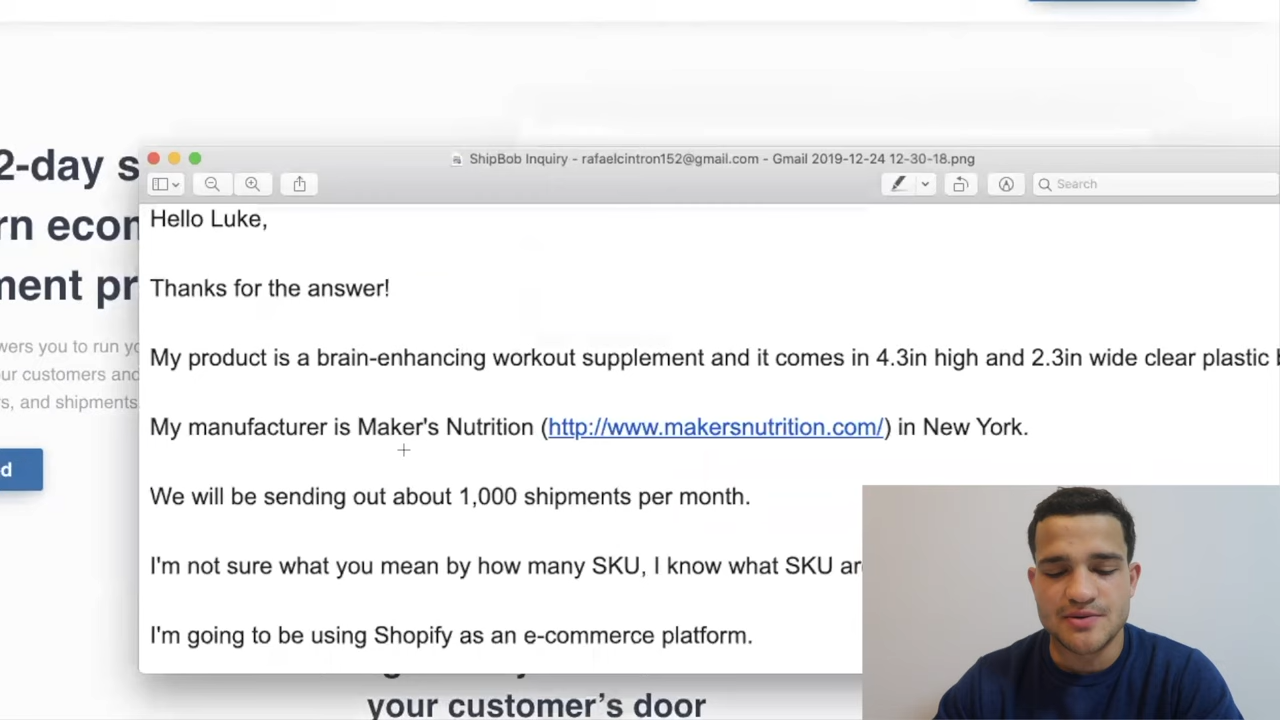 2-day s
rn econ
ment pr
wers you to run yo
our customers and
s, and shipments.
d
ShipBob Inquiry - rafaelcintron152@gmail.com - Gmail 2019-12-24 12-30-18.png
Search
Hello Luke,
Thanks for the answer!
My product is a brain-enhancing workout supplement and it comes in 4.3in high and 2.3in wide clear plastic b
My manufacturer is Maker's Nutrition (http://www.makersnutrition.com/) in New York.
We will be sending out about 1,000 shipments per month.
I'm not sure what you mean by how many SKU, I know what SKU are
I'm going to be using Shopify as an e-commerce platform.
your customer's door